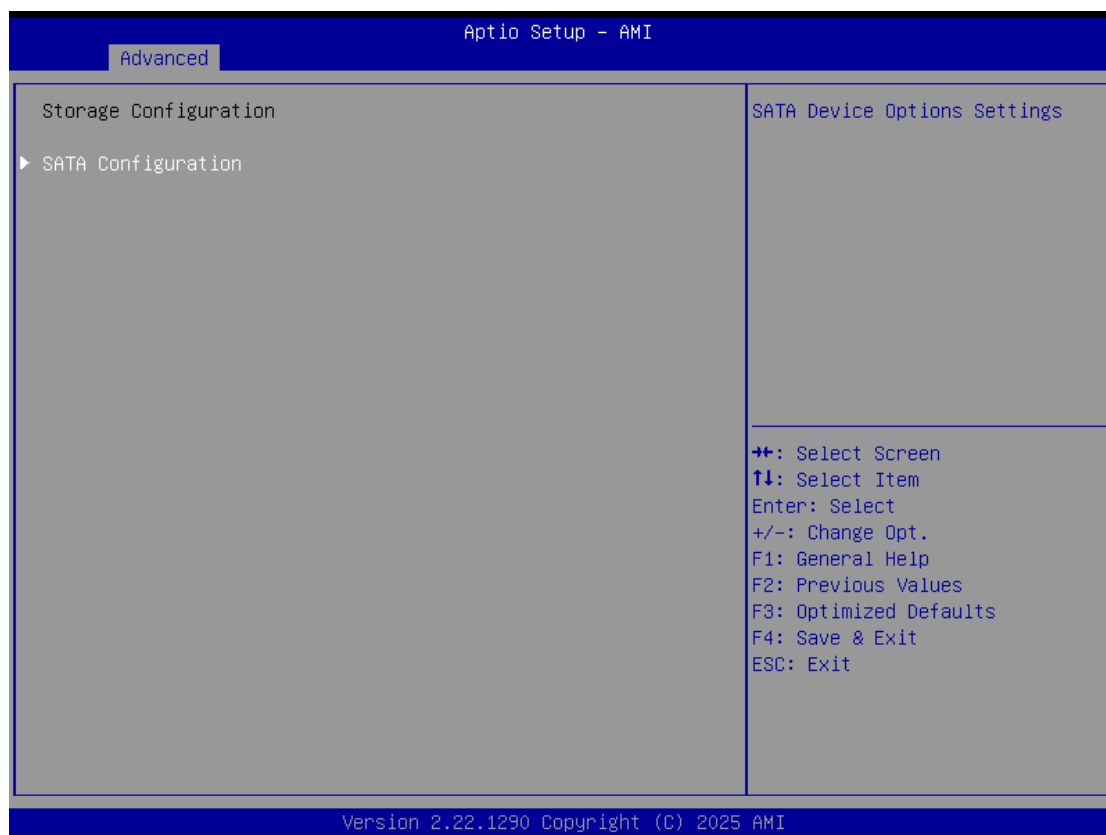 Aptio Setup – AMI
Advanced
Storage Configuration
SATA Configuration
SATA Device Options Settings
→←: Select Screen
↑↓: Select Item
Enter: Select
+/-: Change Opt.
F1: General Help
F2: Previous Values
F3: Optimized Defaults
F4: Save & Exit
ESC: Exit
Version 2.22.1290 Copyright (C) 2025 AMI